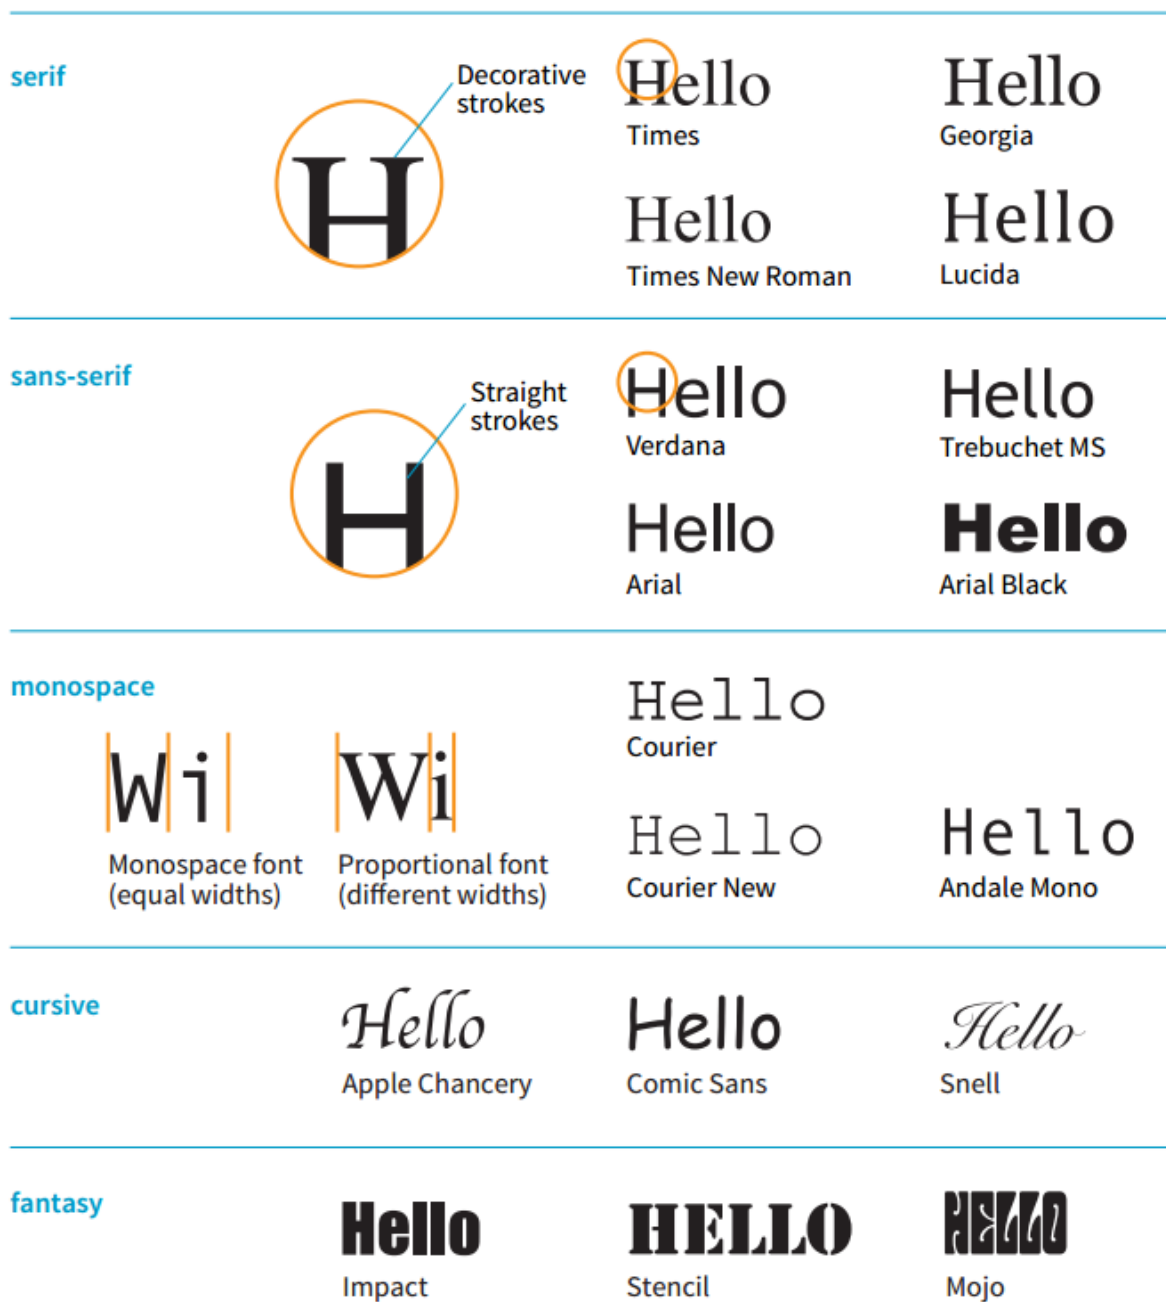 serif
Decorative
strokes
H
Hello
Times
Hello
Georgia
Hello
Times New Roman
Hello
Lucida
sans-serif
Straight
strokes
H
Hello
Verdana
Hello
Trebuchet MS
Hello
Arial
Hello
Arial Black
monospace
Wi
Monospace font
(equal widths)
Wi
Proportional font
(different widths)
Hello
Courier
Hello
Courier New
Hello
Andale Mono
cursive
Hello
Apple Chancery
Hello
Comic Sans
Hello
Snell
fantasy
Hello
Impact
HELLO
Stencil
HELLO
Mojo